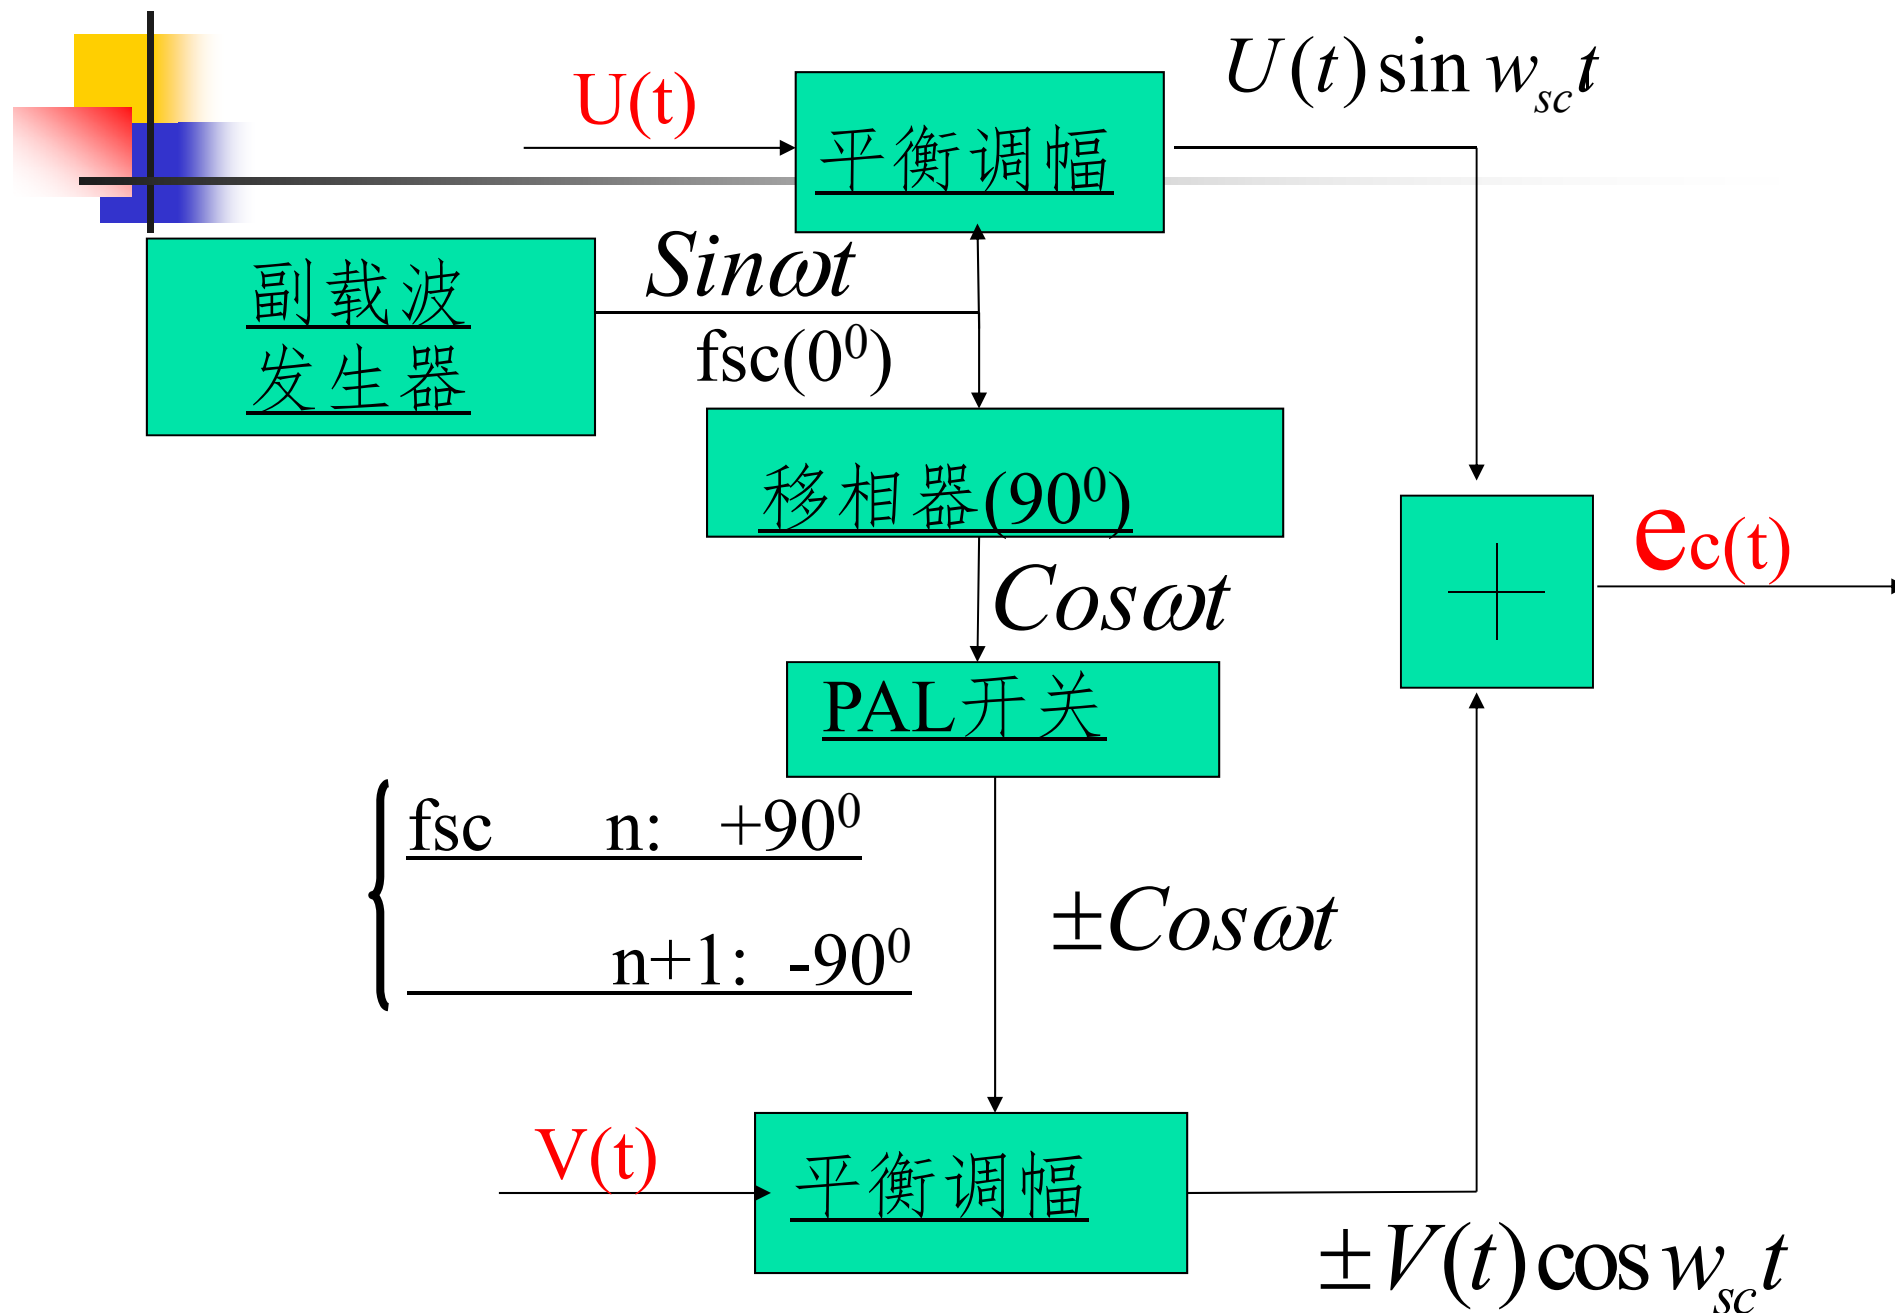 U(t)
平衡调幅
U(t) sin w_sc t
副载波
发生器
Sinωt
fsc(0⁰)
移相器(90⁰)
Cosωt
PAL开关
+
ec(t)
fsc n: +90⁰
n+1: -90⁰
±Cosωt
V(t)
平衡调幅
±V(t) cos w_sc t